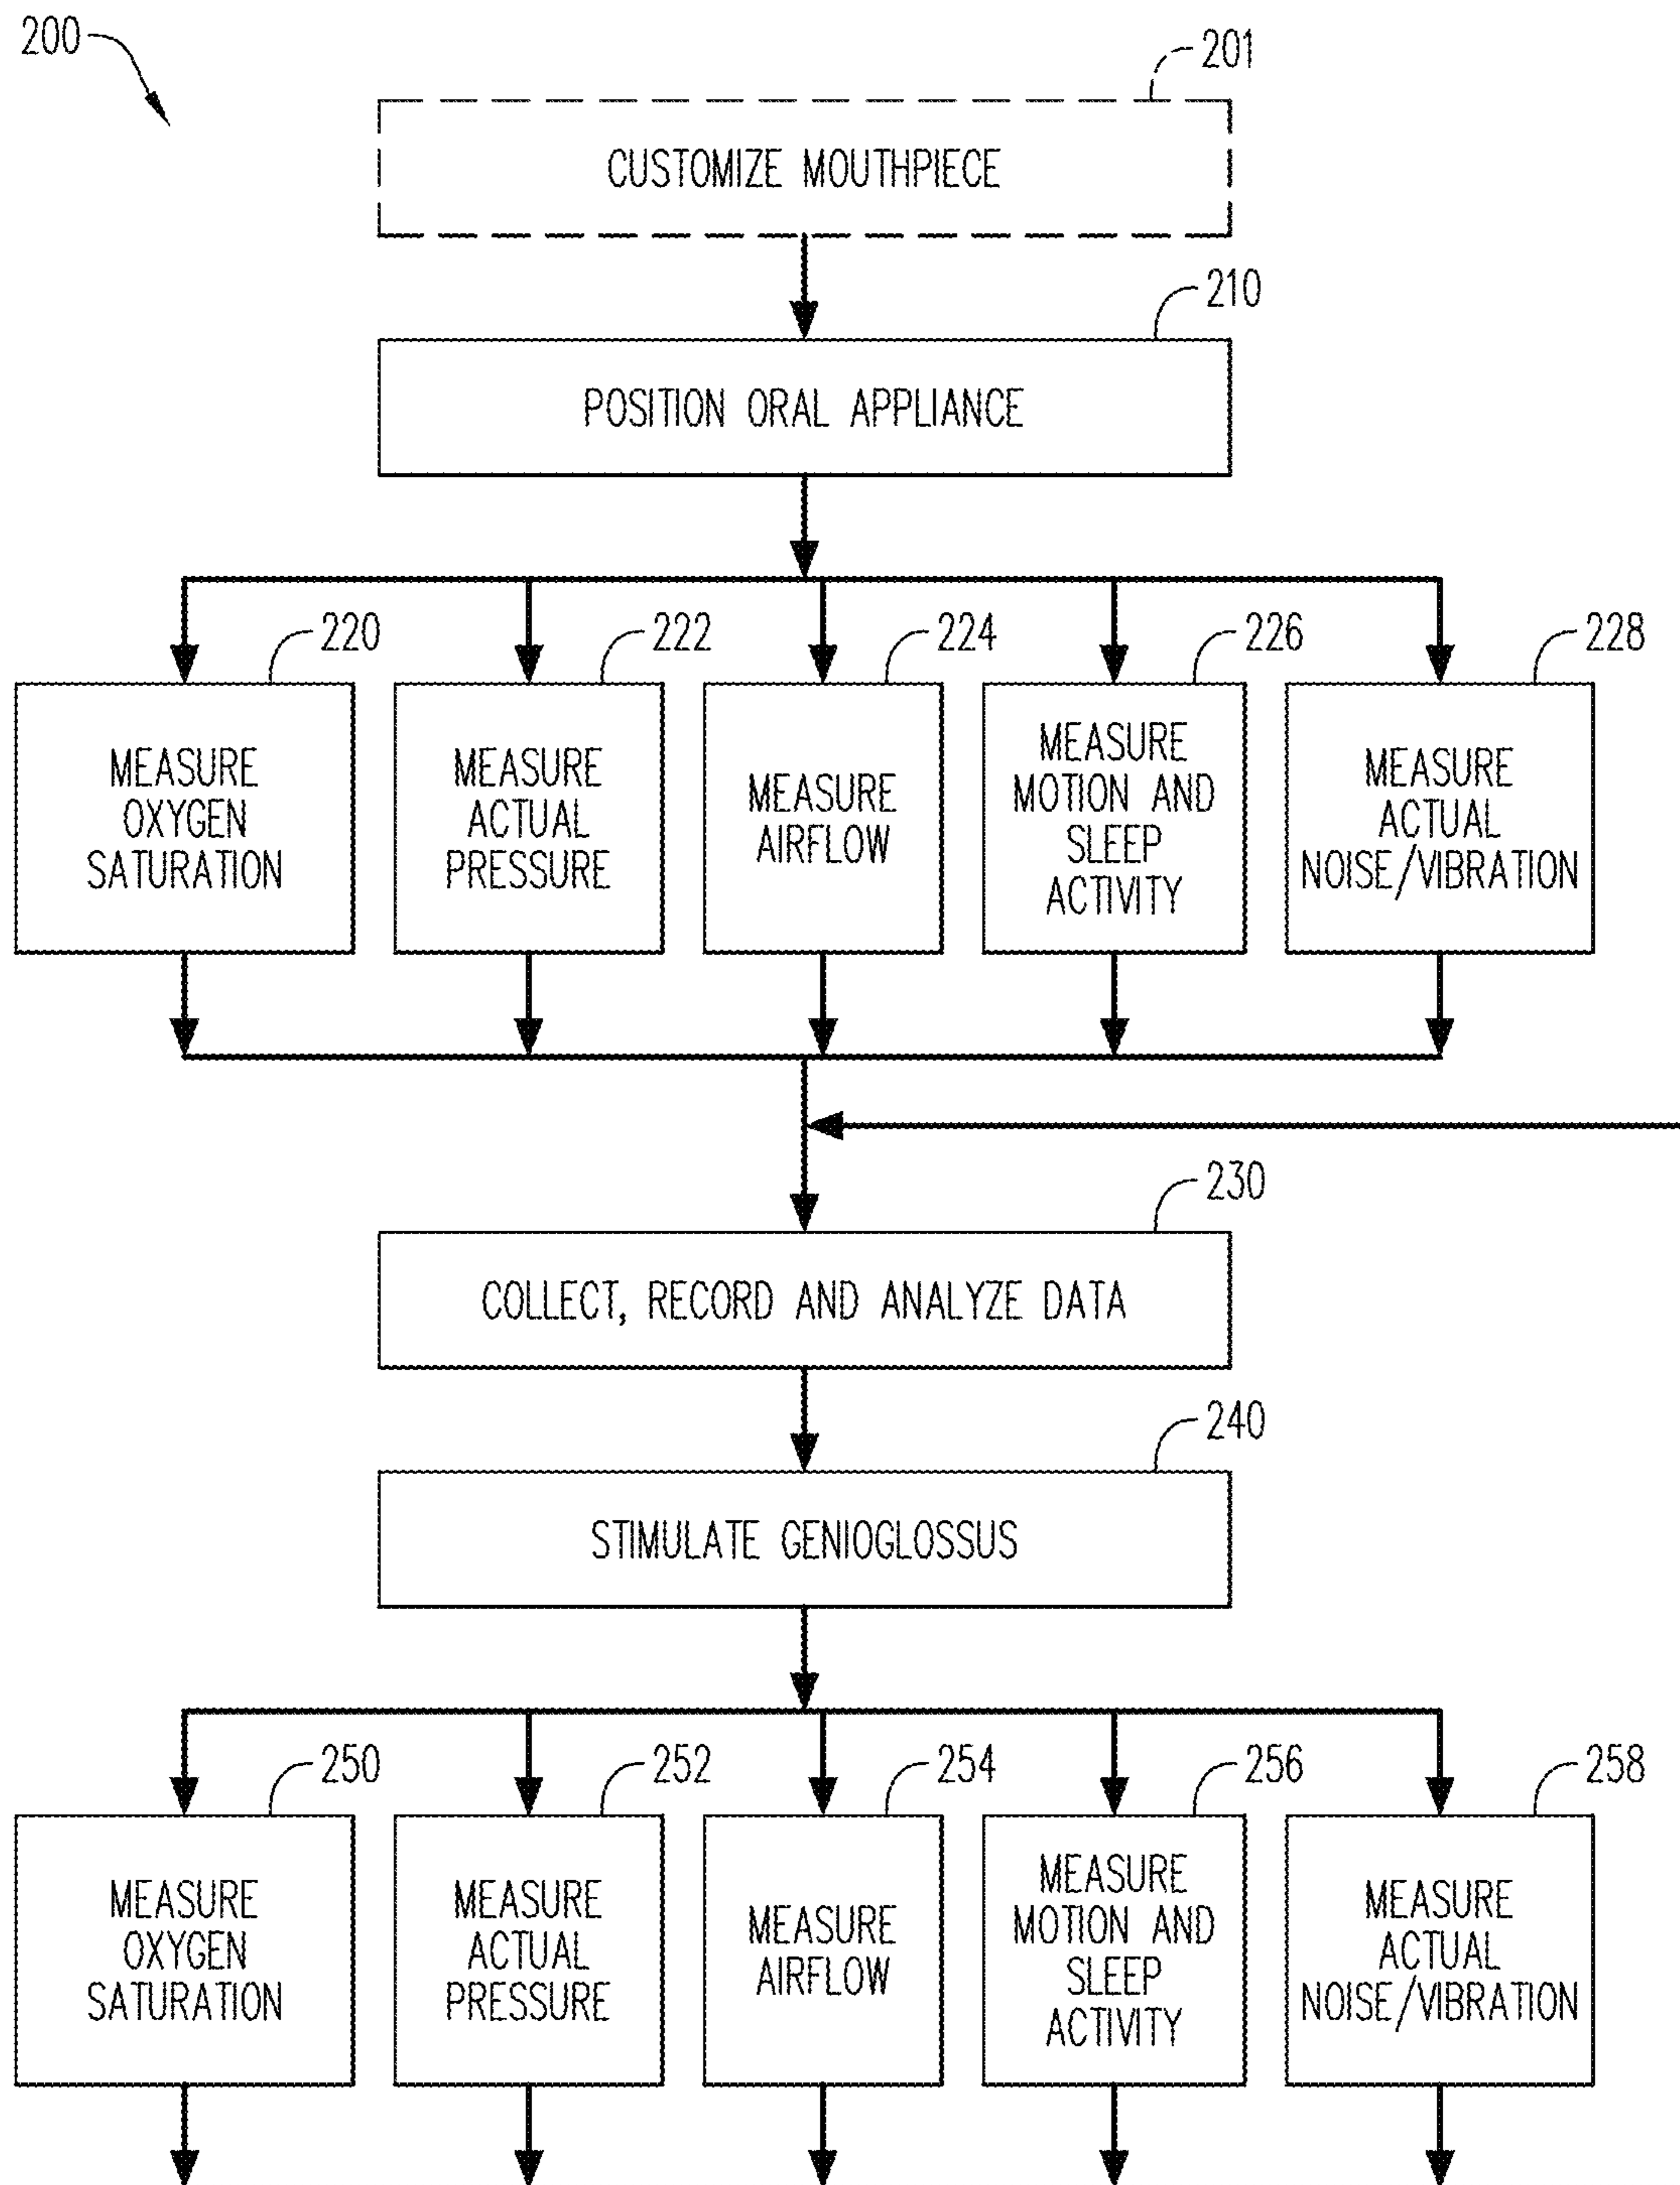 200
201
CUSTOMIZE MOUTHPIECE
210
POSITION ORAL APPLIANCE
220
222
224
226
228
MEASURE
OXYGEN
SATURATION
MEASURE
ACTUAL
PRESSURE
MEASURE
AIRFLOW
MEASURE
MOTION AND
SLEEP
ACTIVITY
MEASURE
ACTUAL
NOISE/VIBRATION
230
COLLECT, RECORD AND ANALYZE DATA
240
STIMULATE GENIOGLOSSUS
250
252
254
256
258
MEASURE
OXYGEN
SATURATION
MEASURE
ACTUAL
PRESSURE
MEASURE
AIRFLOW
MEASURE
MOTION AND
SLEEP
ACTIVITY
MEASURE
ACTUAL
NOISE/VIBRATION